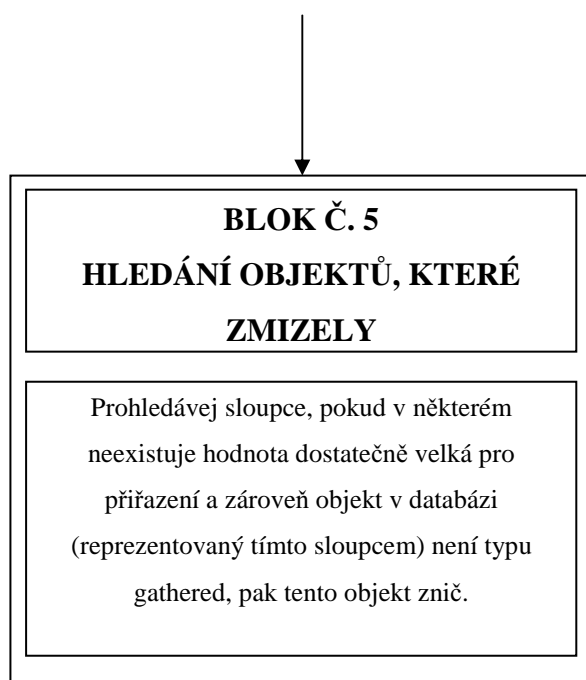 BLOK Č. 5
HLEDÁNÍ OBJEKTŮ, KTERÉ
ZMIZELY
Prohledávej sloupce, pokud v některém
neexistuje hodnota dostatečně velká pro
přiřazení a zároveň objekt v databázi
(reprezentovaný tímto sloupcem) není typu
gathered, pak tento objekt znič.